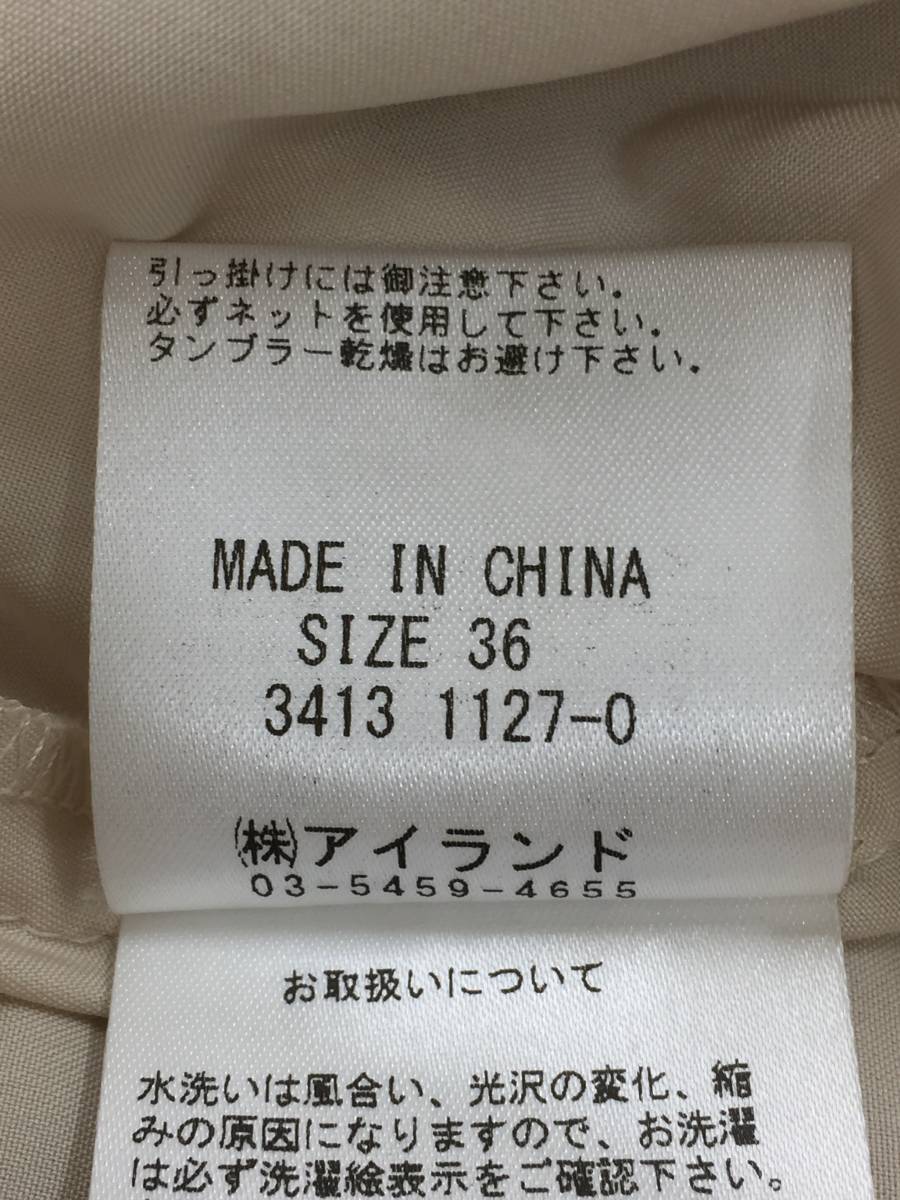 引っ掛けには御注意下さい.
必ずネットを使用して下さい.
タンブラー乾燥はお避け下さい.
MADE IN CHINA
SIZE 36
3413 1127-0
㈱アイランド
03-5459-4655
お取扱いについて
水洗いは風合い、光沢の変化、縮
みの原因になりますので、お洗濯
は必ず洗濯絵表示をご確認下さい。